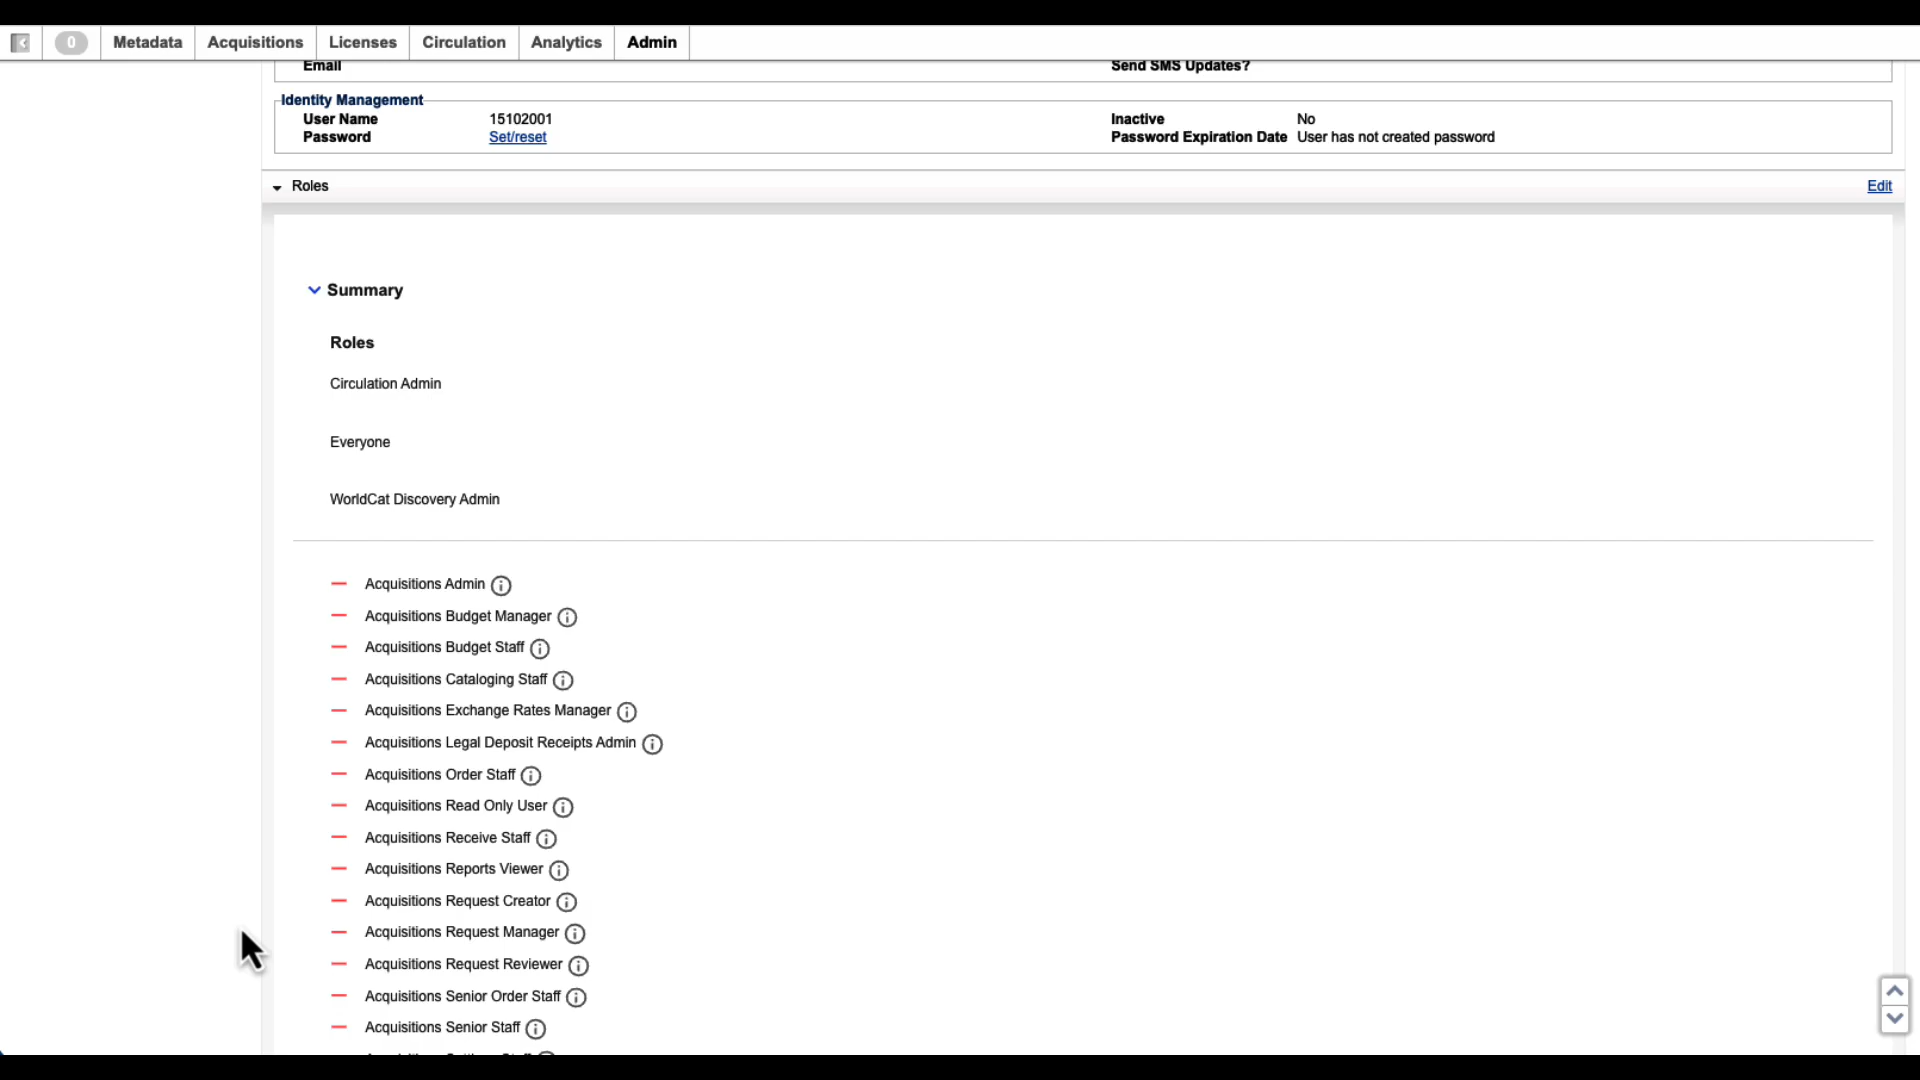 0 Metadata Acquisitions Licenses Circulation Analytics Admin
Email Send SMS Updates?
Identity Management
User Name 15102001 Inactive No
Password Set/reset Password Expiration Date User has not created password
Roles Edit
Summary
Roles
Circulation Admin
Everyone
WorldCat Discovery Admin
Acquisitions Admin
Acquisitions Budget Manager
Acquisitions Budget Staff
Acquisitions Cataloging Staff
Acquisitions Exchange Rates Manager
Acquisitions Legal Deposit Receipts Admin
Acquisitions Order Staff
Acquisitions Read Only User
Acquisitions Receive Staff
Acquisitions Reports Viewer
Acquisitions Request Creator
Acquisitions Request Manager
Acquisitions Request Reviewer
Acquisitions Senior Order Staff
Acquisitions Senior Staff